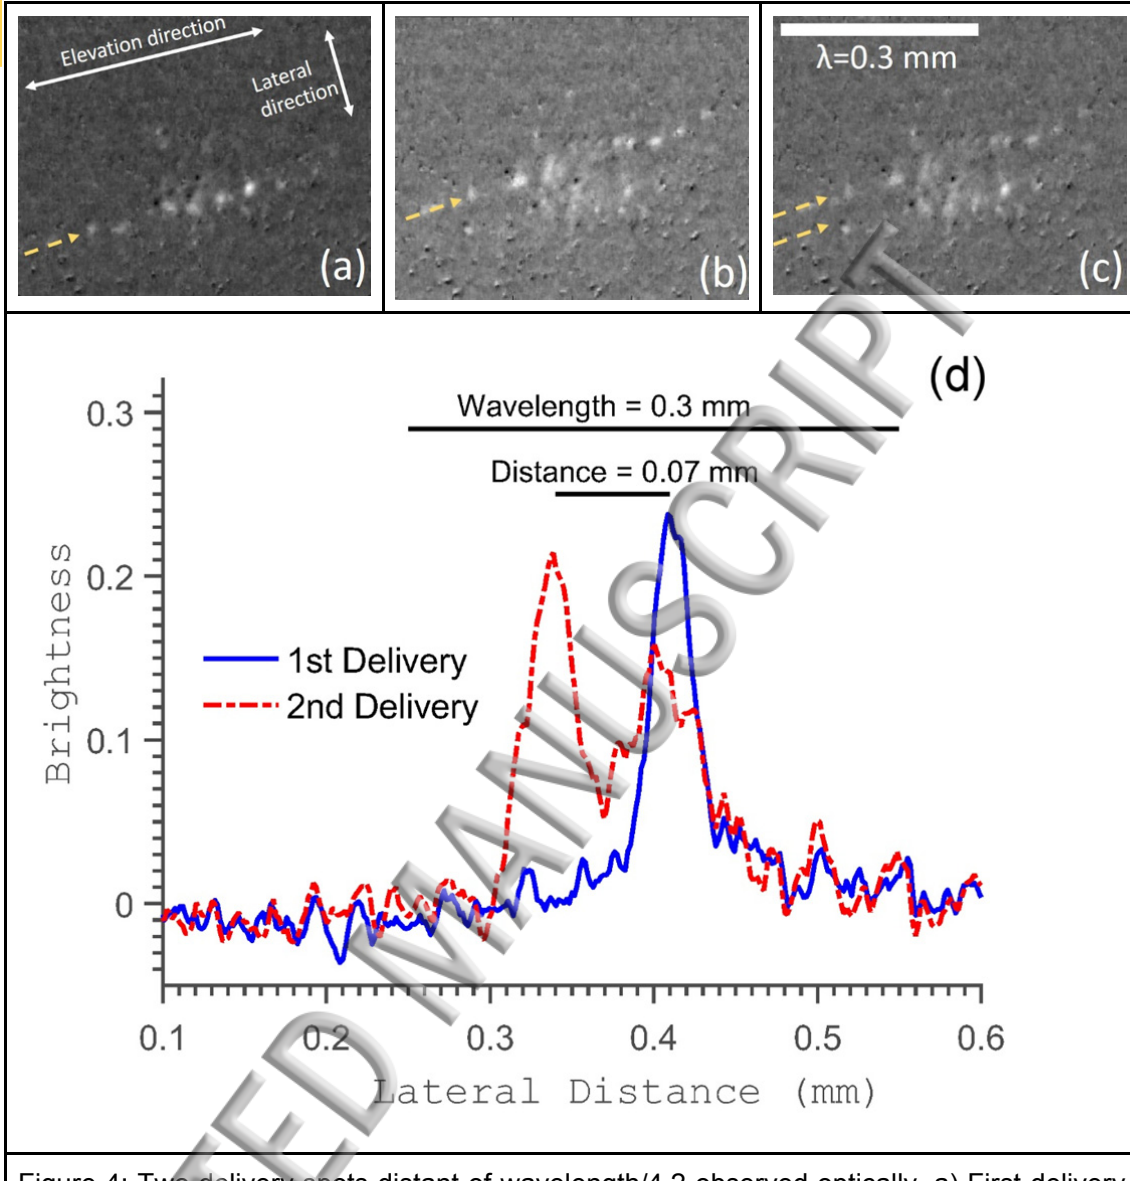 Elevation direction
Lateral
direction
(a)
(b)
λ=0.3 mm
(c)
(d)
0.3
Wavelength = 0.3 mm
Distance = 0.07 mm
0.2
Brightness
1st Delivery
2nd Delivery
0.1
0
0.1 0.2 0.3 0.4 0.5 0.6
Lateral Distance (mm)
TED MANUSCRIPT
Figure 4: Two delivery spots distant of wavelength/4.2 observed optically. a) First delivery